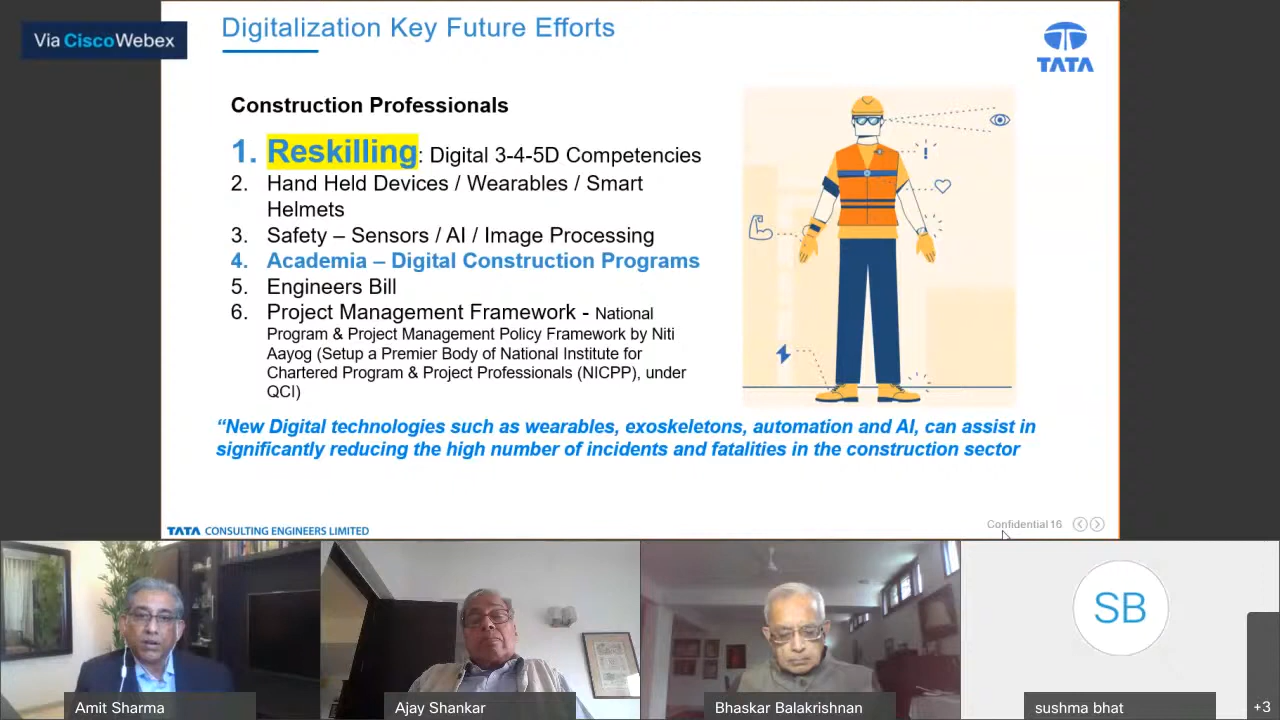 Via CiscoWebex
Digitalization Key Future Efforts
TATA
Construction Professionals
1. Reskilling: Digital 3-4-5D Competencies
2. Hand Held Devices / Wearables / Smart
Helmets
3. Safety – Sensors / AI / Image Processing
4. Academia – Digital Construction Programs
5. Engineers Bill
6. Project Management Framework - National
Program & Project Management Policy Framework by Niti
Aayog (Setup a Premier Body of National Institute for
Chartered Program & Project Professionals (NICPP), under
QCI)
“New Digital technologies such as wearables, exoskeletons, automation and AI, can assist in
significantly reducing the high number of incidents and fatalities in the construction sector
TATA CONSULTING ENGINEERS LIMITED
Confidential 16
SB
Amit Sharma
Ajay Shankar
Bhaskar Balakrishnan
sushma bhat
+3